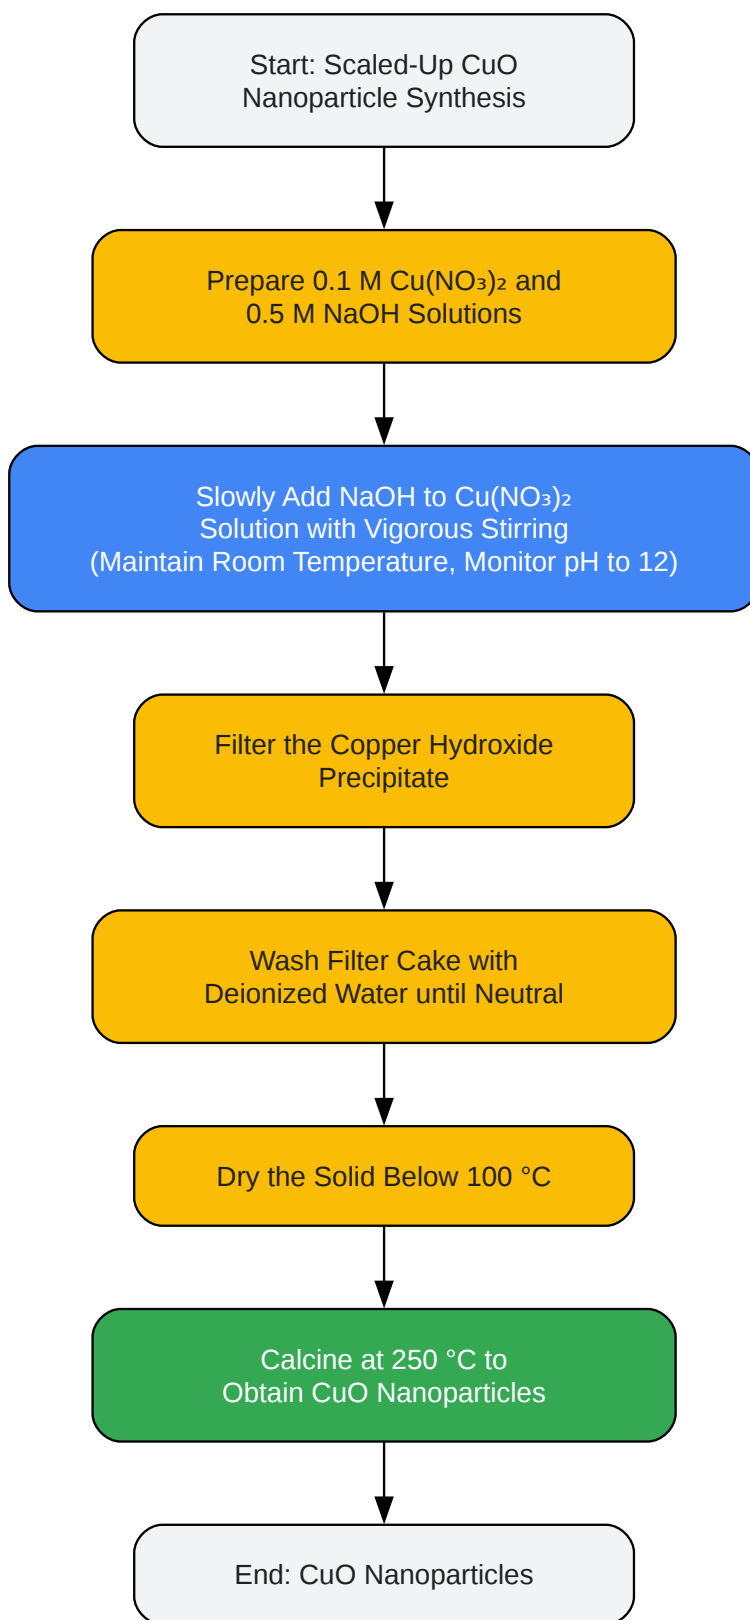 Start: Scaled-Up CuO
Nanoparticle Synthesis
Prepare 0.1 M Cu(NO₃)₂ and
0.5 M NaOH Solutions
Slowly Add NaOH to Cu(NO₃)₂
Solution with Vigorous Stirring
(Maintain Room Temperature, Monitor pH to 12)
Filter the Copper Hydroxide
Precipitate
Wash Filter Cake with
Deionized Water until Neutral
Dry the Solid Below 100 °C
Calcine at 250 °C to
Obtain CuO Nanoparticles
End: CuO Nanoparticles